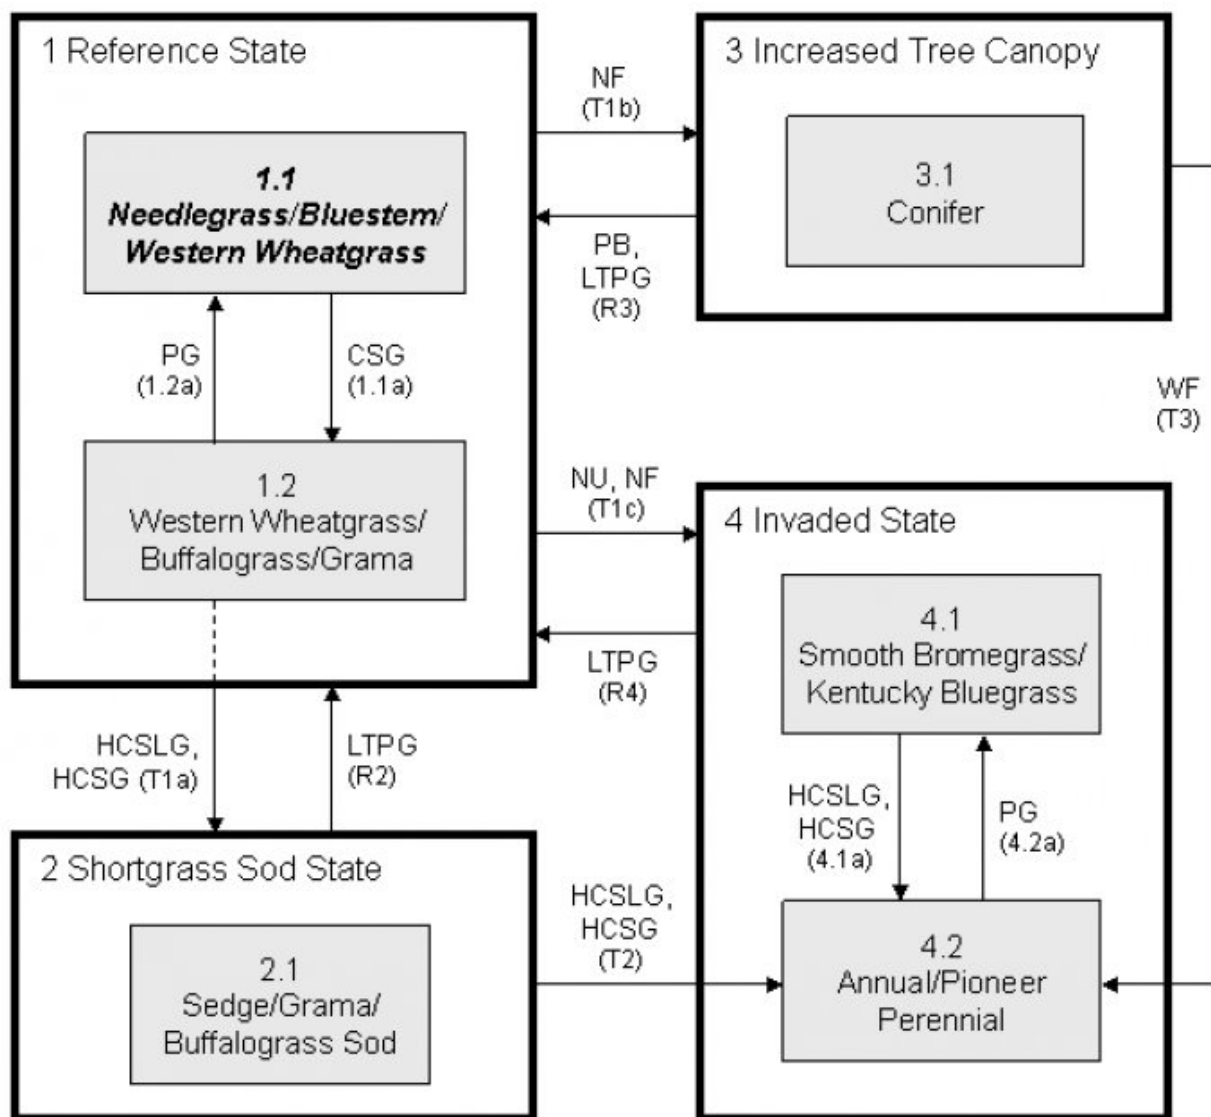 1 Reference State
1.1
Needlegrass/Bluestem/
Western Wheatgrass
PG
(1.2a)
CSG
(1.1a)
1.2
Western Wheatgrass/
Buffalograss/Grama
NF
(T1b)
PB,
LTPG
(R3)
3 Increased Tree Canopy
3.1
Conifer
WF
(T3)
NU, NF
(T1c)
LTPG
(R4)
4 Invaded State
4.1
Smooth Bromegrass/
Kentucky Bluegrass
HCSLG,
HCSG
(4.1a)
PG
(4.2a)
4.2
Annual/Pioneer
Perennial
HCSLG,
HCSG (T1a)
LTPG
(R2)
2 Shortgrass Sod State
2.1
Sedge/Grama/
Buffalograss Sod
HCSLG,
HCSG
(T2)